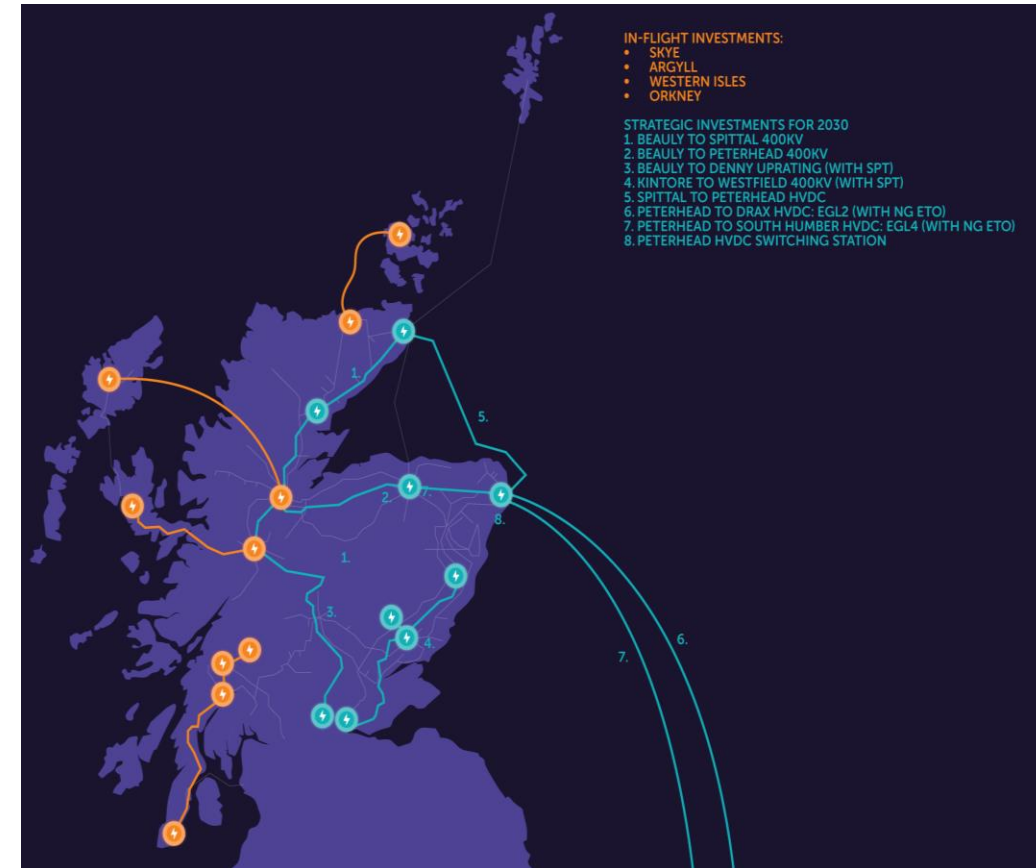 IN-FLIGHT INVESTMENTS:
• SKYE
• ARGYLL
• WESTERN ISLES
• ORKNEY
STRATEGIC INVESTMENTS FOR 2030
1. BEAULY TO SPITTAL 400KV
2. BEAULY TO PETERHEAD 400KV
3. BEAULY TO DENNY UPRATING (WITH SPT)
4. KINTORE TO WESTFIELD 400KV (WITH SPT)
5. SPITTAL TO PETERHEAD HVDC
6. PETERHEAD TO DRAX HVDC: EGL2 (WITH NG ETO)
7. PETERHEAD TO SOUTH HUMBER HVDC: EGL4 (WITH NG ETO)
8. PETERHEAD HVDC SWITCHING STATION
1.
5.
2.
7.
8.
1.
3.
4.
6.
7.